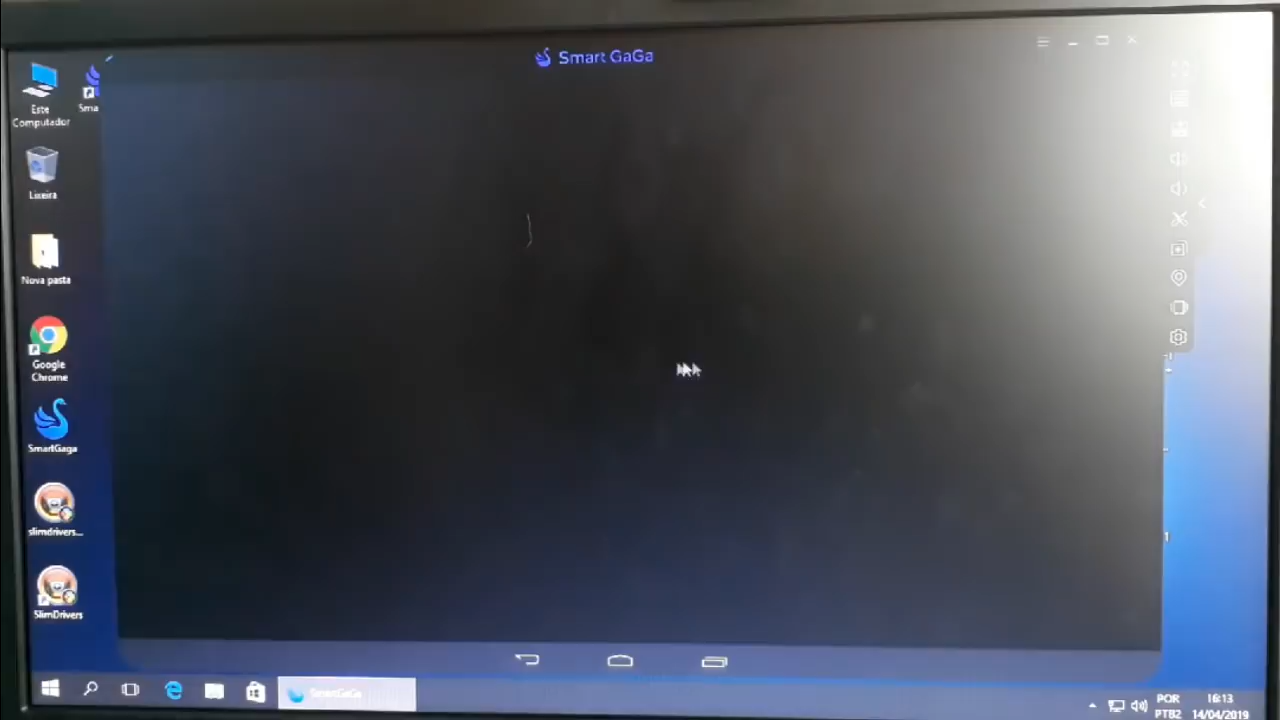 Smart GaGa
Este
Computador
Sma
Lixeira
Nova pasta
Google
Chrome
SmartGaga
slimdrivers...
SlimDrivers
SmartGaGa
POR
PTB2
16:13
14/04/2019